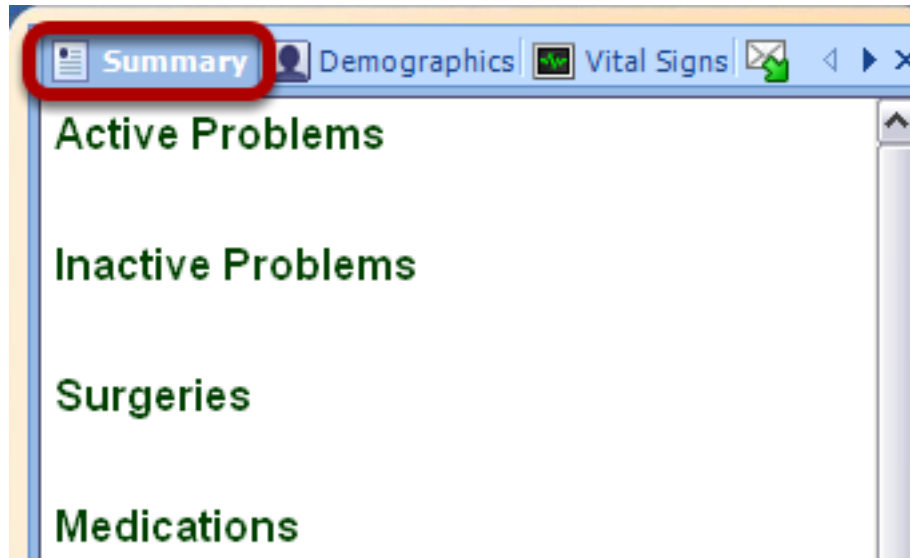 Summary Demographics Vital Signs
Active Problems
Inactive Problems
Surgeries
Medications